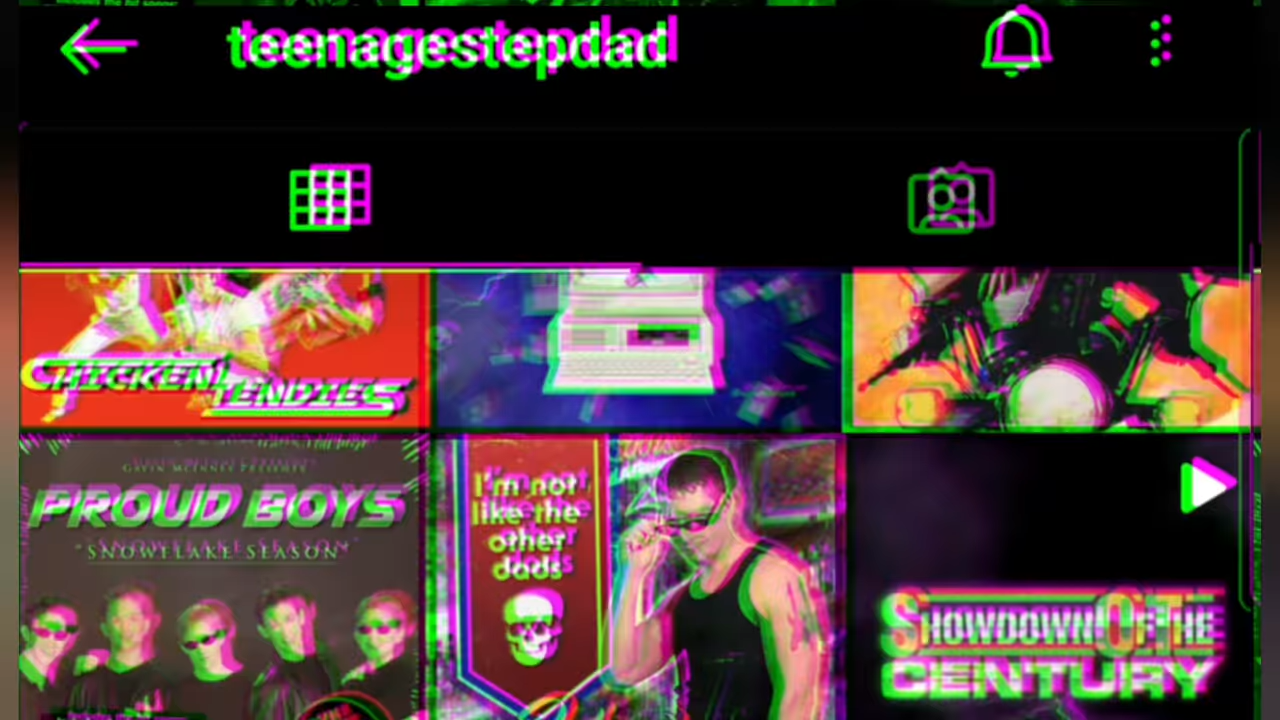 teenagestepdad
CHICKEN
TENDIES
GAVIN MCINNES PRESENTS
PROUD BOYS
"SNOWFLAKE SEASON"
I'm not
like the
other
dads
SHOWDOWN OF THE
CENTURY